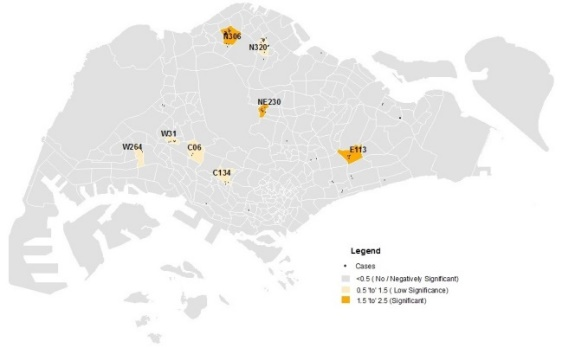 N306
N320
NE230
W31
W264
C06
E113
C134
Legend
Cases
<0.5 ( No / Negatively Significant)
0.5 'to' 1.5 ( Low Significance)
1.5 'to' 2.5 (Significant)